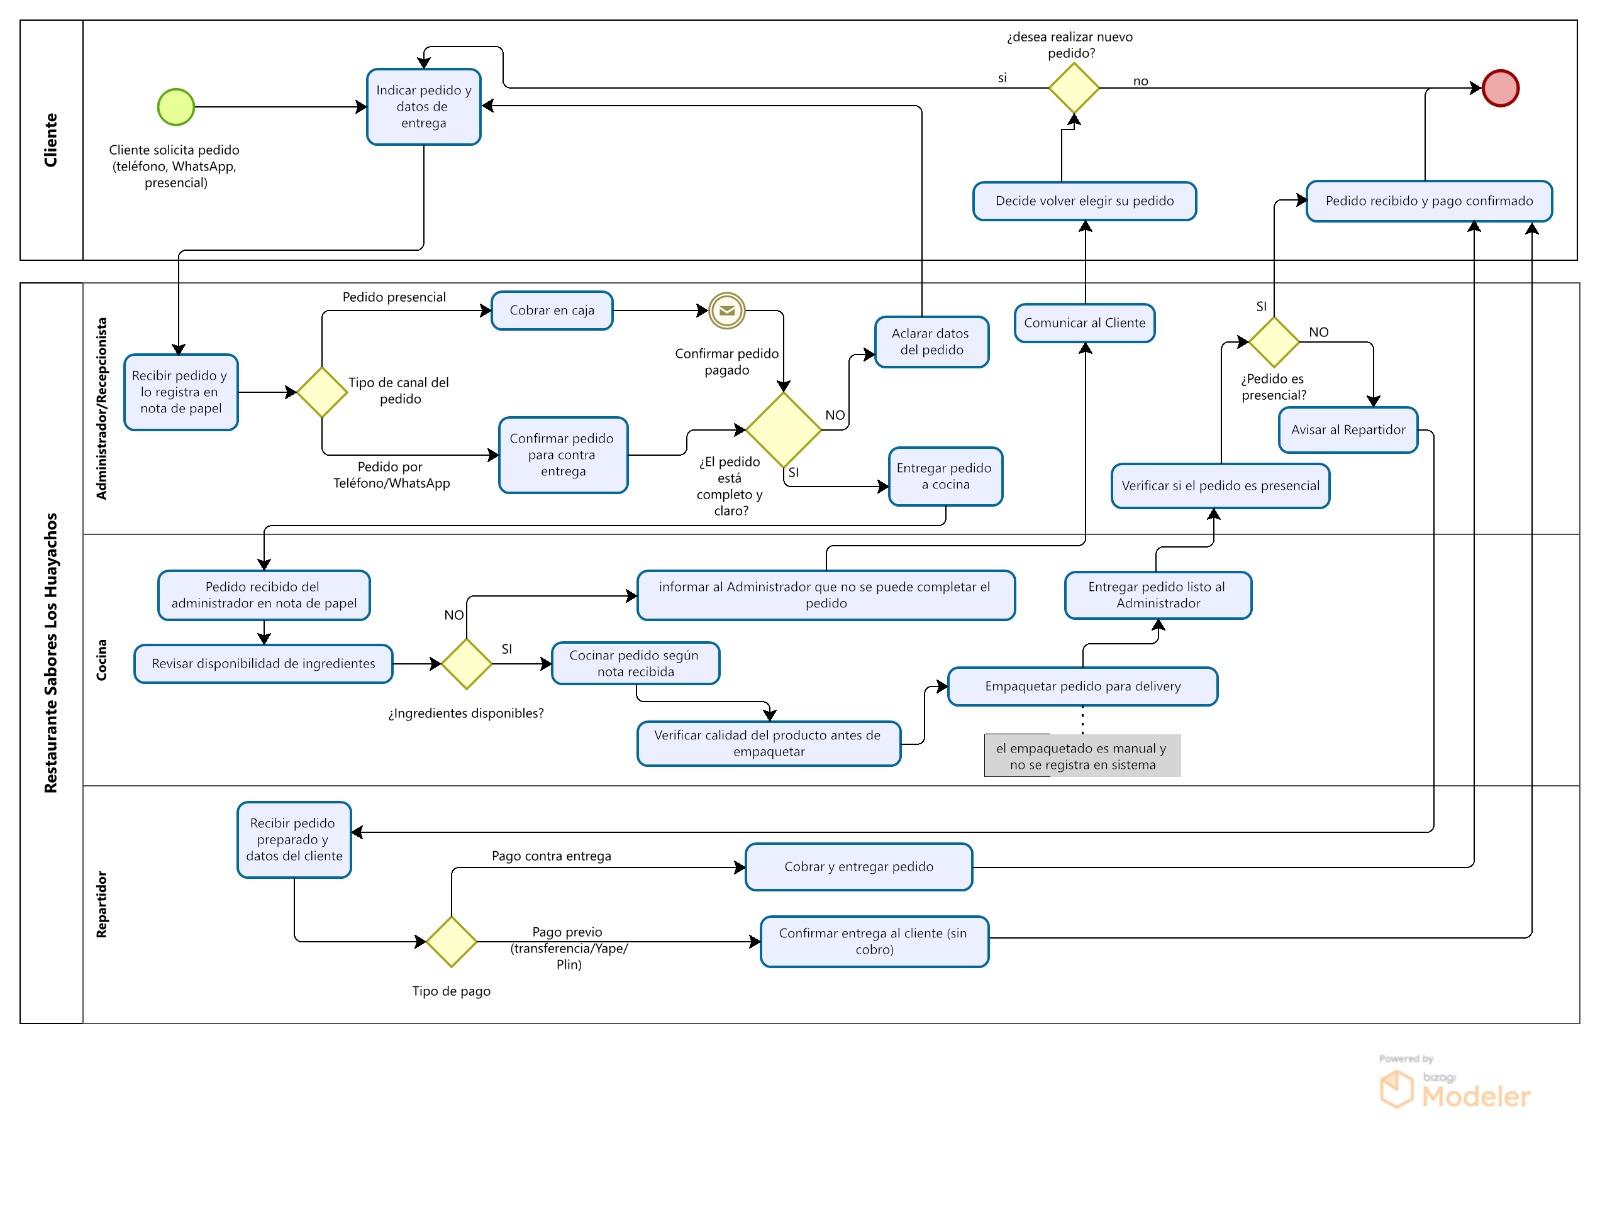 Cliente
¿desea realizar nuevo
pedido?
si
no
Indicar pedido y
datos de
entrega
Cliente solicita pedido
(teléfono, WhatsApp,
presencial)
Decide volver elegir su pedido
Pedido recibido y pago confirmado
Restaurante Sabores Los Huayachos
Administrador/Recepcionista
Pedido presencial
Cobrar en caja
Confirmar pedido
pagado
Aclarar datos
del pedido
Comunicar al Cliente
SI
NO
¿Pedido es
presencial?
Recibir pedido y
lo registra en
nota de papel
Tipo de canal del
pedido
Avisar al Repartidor
NO
Confirmar pedido
para contra
entrega
Pedido por
Teléfono/WhatsApp
¿El pedido
está
completo y
claro?
SI
Entregar pedido
a cocina
Verificar si el pedido es presencial
Cocina
Pedido recibido del
administrador en nota de papel
informar al Administrador que no se puede completar el
pedido
Entregar pedido listo al
Administrador
NO
Revisar disponibilidad de ingredientes
SI
Cocinar pedido según
nota recibida
Empaquetar pedido para delivery
¿Ingredientes disponibles?
Verificar calidad del producto antes de
empaquetar
el empaquetado es manual y
no se registra en sistema
Repartidor
Recibir pedido
preparado y
datos del cliente
Pago contra entrega
Cobrar y entregar pedido
Pago previo
(transferencia/Yape/
Plin)
Confirmar entrega al cliente (sin
cobro)
Tipo de pago
Powered by
bizagi
Modeler